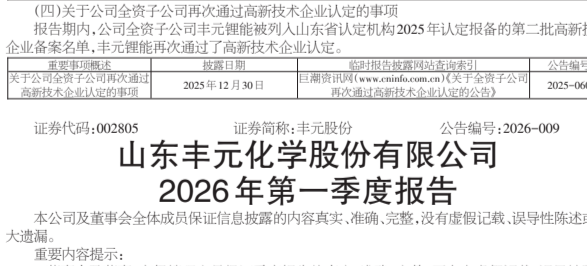 (四)关于公司全资子公司再次通过高新技术企业认定的事项
报告期内,公司全资子公司丰元锂能被列入山东省认定机构2025年认定报备的第二批高新技
企业备案名单,丰元锂能再次通过了高新技术企业认定。
重要事项概述 披露日期 临时报告披露网站查询索引 公告编号
关于公司全资子公司再次通过高新技术企业认定的事项 2025年12月30日 巨潮资讯网(www.cninfo.com.cn)《关于全资子公司再次通过高新技术企业认定的公告》 2025-06
证券代码:002805 证券简称:丰元股份 公告编号:2026-009
山东丰元化学股份有限公司
2026年第一季度报告
本公司及董事会全体成员保证信息披露的内容真实、准确、完整,没有虚假记载、误导性陈述或
大遗漏。
重要内容提示: